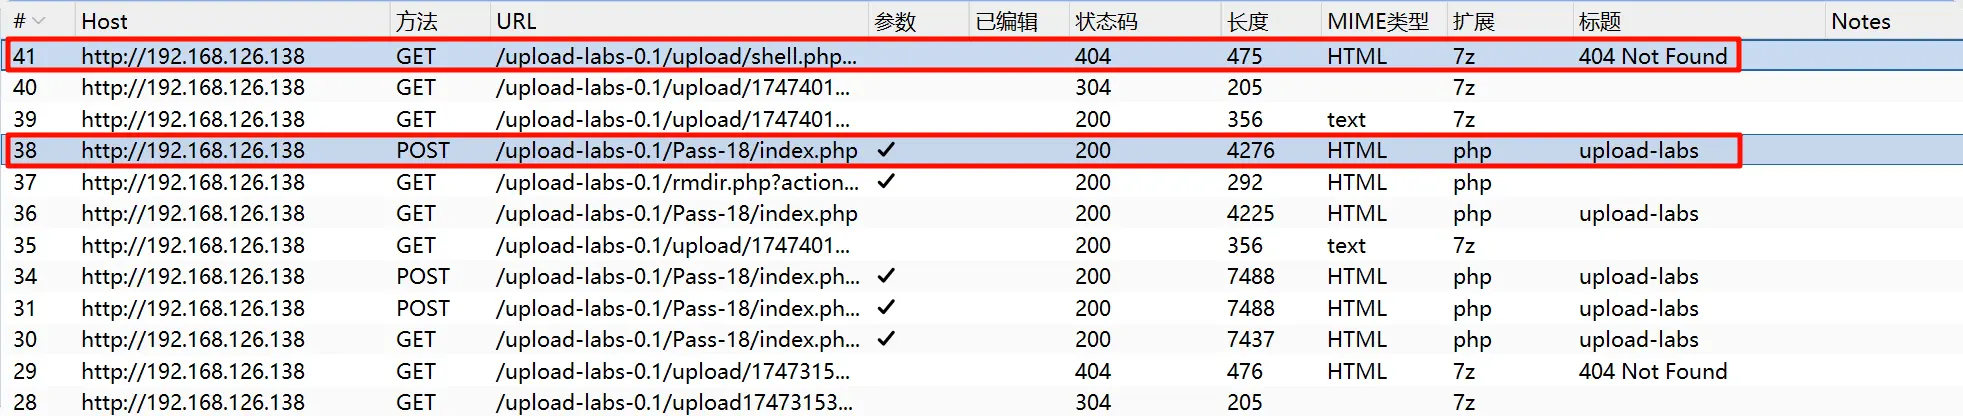 # Host 方法 URL 参数 已编辑 状态码 长度 MIME类型 扩展 标题 Notes
41 http://192.168.126.138 GET /upload-labs-0.1/upload/shell.php... 404 475 HTML 7z 404 Not Found
40 http://192.168.126.138 GET /upload-labs-0.1/upload/1747401... 304 205 7z
39 http://192.168.126.138 GET /upload-labs-0.1/upload/1747401... 200 356 text 7z
38 http://192.168.126.138 POST /upload-labs-0.1/Pass-18/index.php ✓ 200 4276 HTML php upload-labs
37 http://192.168.126.138 GET /upload-labs-0.1/rmdir.php?action... ✓ 200 292 HTML php
36 http://192.168.126.138 GET /upload-labs-0.1/Pass-18/index.php 200 4225 HTML php upload-labs
35 http://192.168.126.138 GET /upload-labs-0.1/upload/1747401... 200 356 text 7z
34 http://192.168.126.138 POST /upload-labs-0.1/Pass-18/index.ph... ✓ 200 7488 HTML php upload-labs
31 http://192.168.126.138 POST /upload-labs-0.1/Pass-18/index.ph... ✓ 200 7488 HTML php upload-labs
30 http://192.168.126.138 GET /upload-labs-0.1/Pass-18/index.ph... ✓ 200 7437 HTML php upload-labs
29 http://192.168.126.138 GET /upload-labs-0.1/upload/1747315... 404 476 HTML 7z 404 Not Found
28 http://192.168.126.138 GET /upload-labs-0.1/upload17473153... 304 205 7z